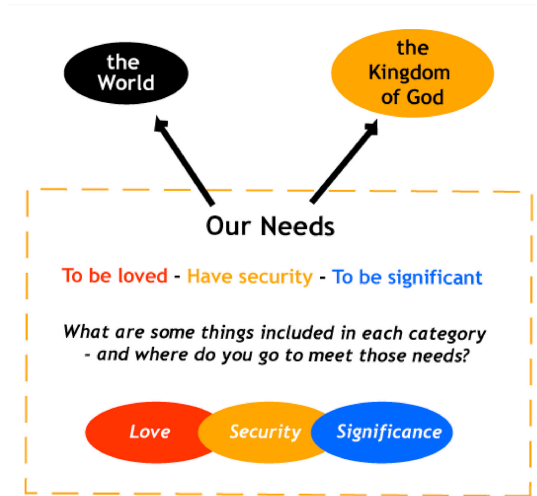 the
World
the
Kingdom
of God
Our Needs
To be loved - Have security - To be significant
What are some things included in each category
- and where do you go to meet those needs?
Love Security Significance